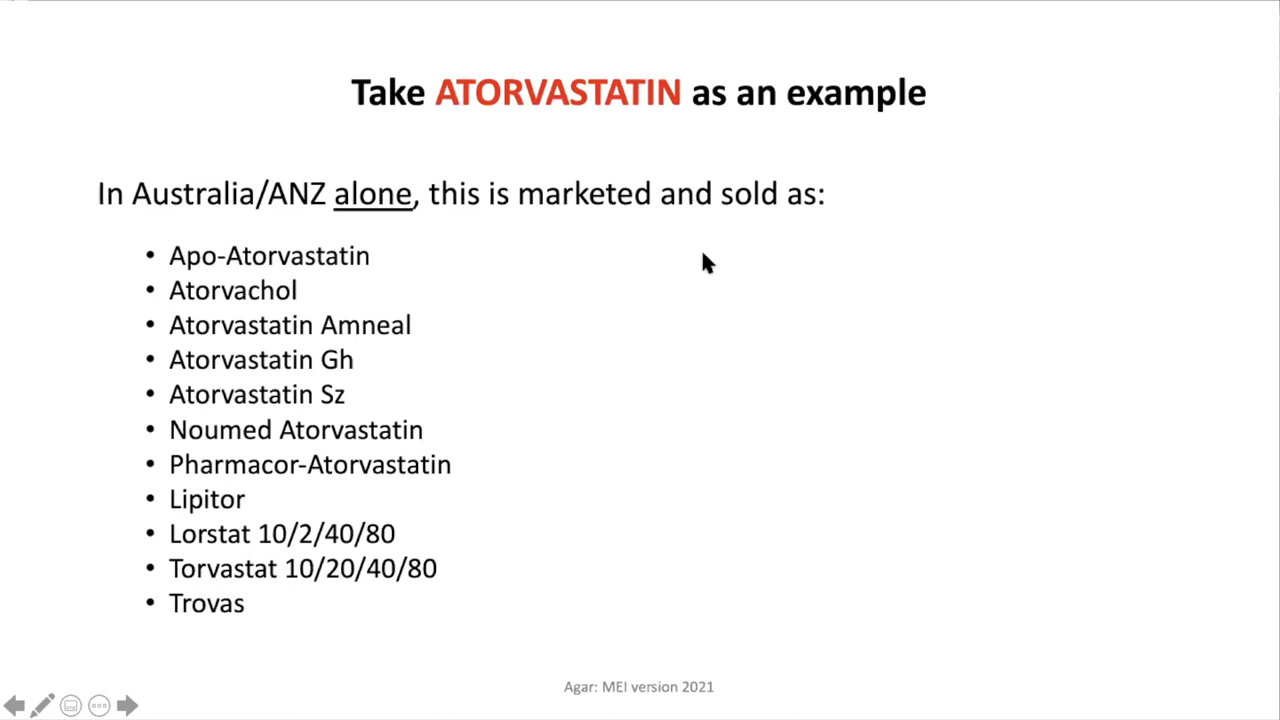 Take ATORVASTATIN as an example
In Australia/ANZ alone, this is marketed and sold as:
• Apo-Atorvastatin
• Atorvachol
• Atorvastatin Amneal
• Atorvastatin Gh
• Atorvastatin Sz
• Noumed Atorvastatin
• Pharmacor-Atorvastatin
• Lipitor
• Lorstat 10/2/40/80
• Torvastat 10/20/40/80
• Trovas
Agar: MEI version 2021